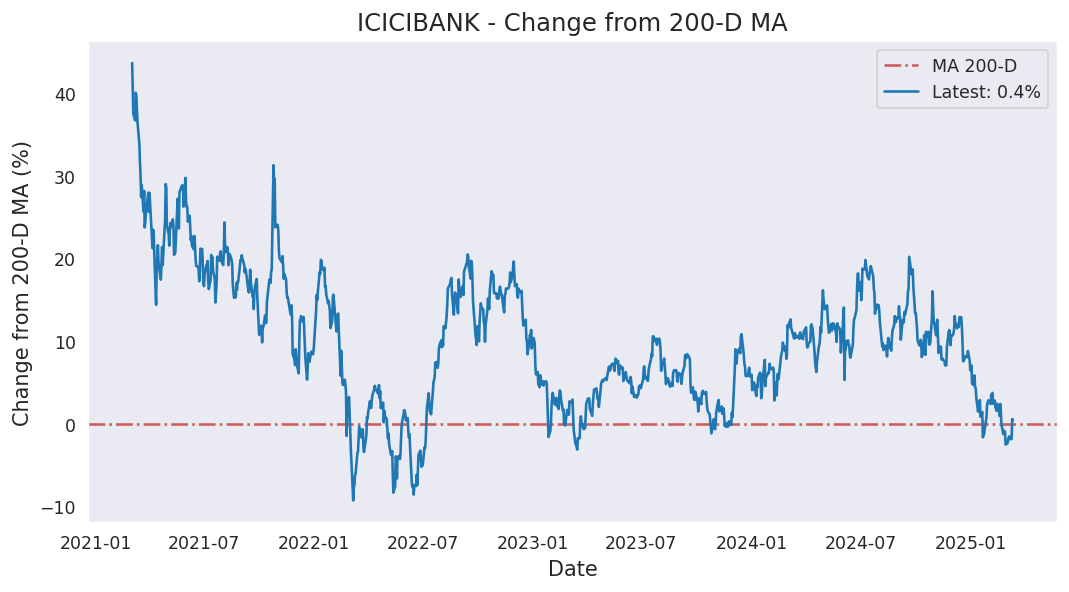 ICICIBANK - Change from 200-D MA
MA 200-D
Latest: 0.4%
Change from 200-D MA (%)
40
30
20
10
0
−10
2021-01 2021-07 2022-01 2022-07 2023-01 2023-07 2024-01 2024-07 2025-01
Date